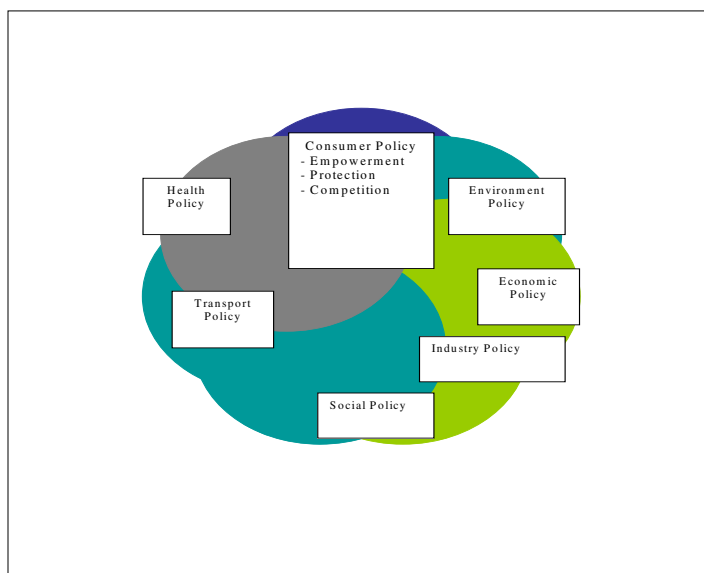 Consumer Policy
- Empowerment
- Protection
- Competition
Health
Policy
Environment
Policy
Economic
Policy
Transport
Policy
Industry Policy
Social Policy